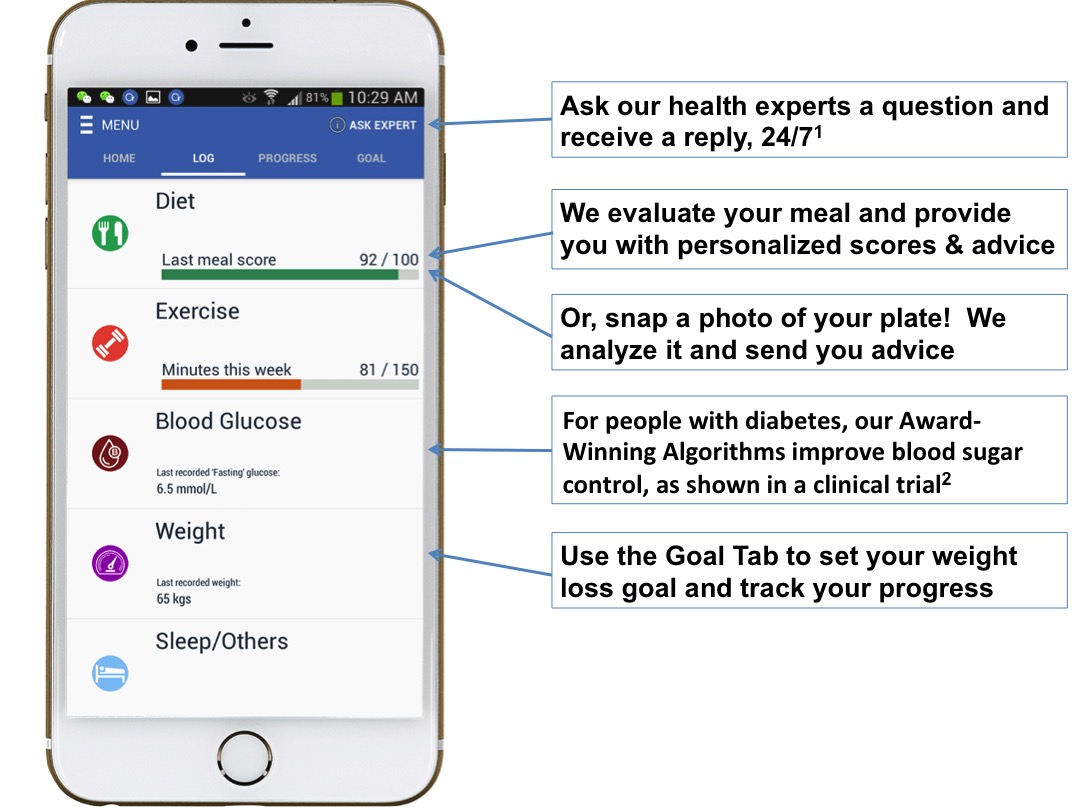 81% 10:29 AM
MENU
ASK EXPERT
HOME LOG PROGRESS GOAL
Diet
Last meal score 92 / 100
Exercise
Minutes this week 81 / 150
Blood Glucose
B
Last recorded 'Fasting' glucose:
6.5 mmol/L
Weight
Last recorded weight:
65 kgs
Sleep/Others
Ask our health experts a question and
receive a reply, 24/7¹
We evaluate your meal and provide
you with personalized scores & advice
Or, snap a photo of your plate!  We
analyze it and send you advice
For people with diabetes, our Award-
Winning Algorithms improve blood sugar
control, as shown in a clinical trial²
Use the Goal Tab to set your weight
loss goal and track your progress